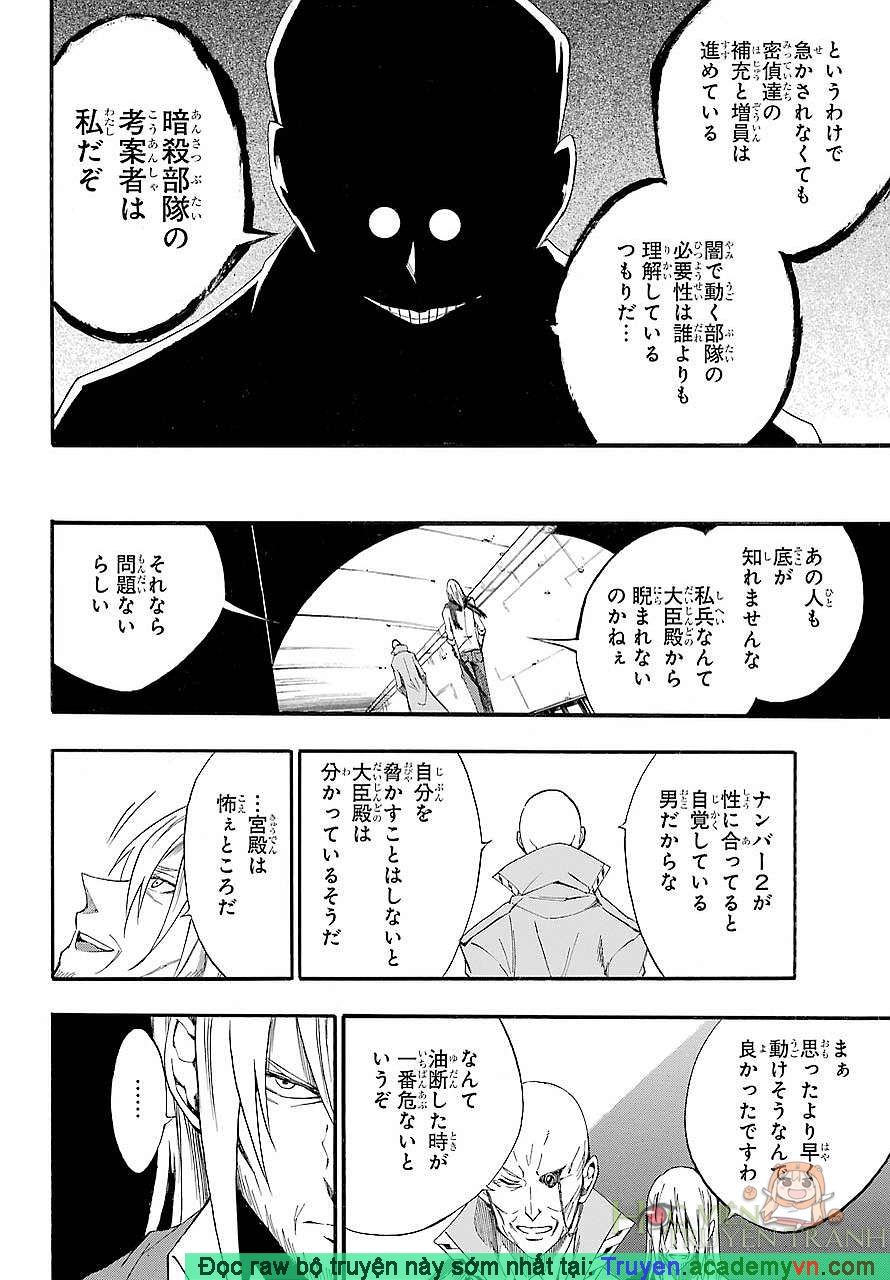 というわけで
急かされなくても
密偵達の
補充と増員は
進めている
闇で動く部隊の
必要性は誰よりも
理解している
つもりだ…
暗殺部隊の
考案者は
私だぞ
あの人も
底が
知れませんな
私兵なんて
大臣殿から
睨まれない
のかねぇ
それなら
問題ない
らしい
ナンバー2が
性に合ってると
自覚している
男だからな
自分を
脅かすことはしないと
大臣殿は
分かっているそうだ
…宮殿は
怖ぇところだ
まぁ
思ったより早く
動けそうなんで
良かったですわ
なんて
油断した時が
一番危ないと
いうぞ
……
HỌC VIỆN
TRUYỆN TRANH
Đọc raw bộ truyện này sớm nhất tại: Truyen.academyvn.com